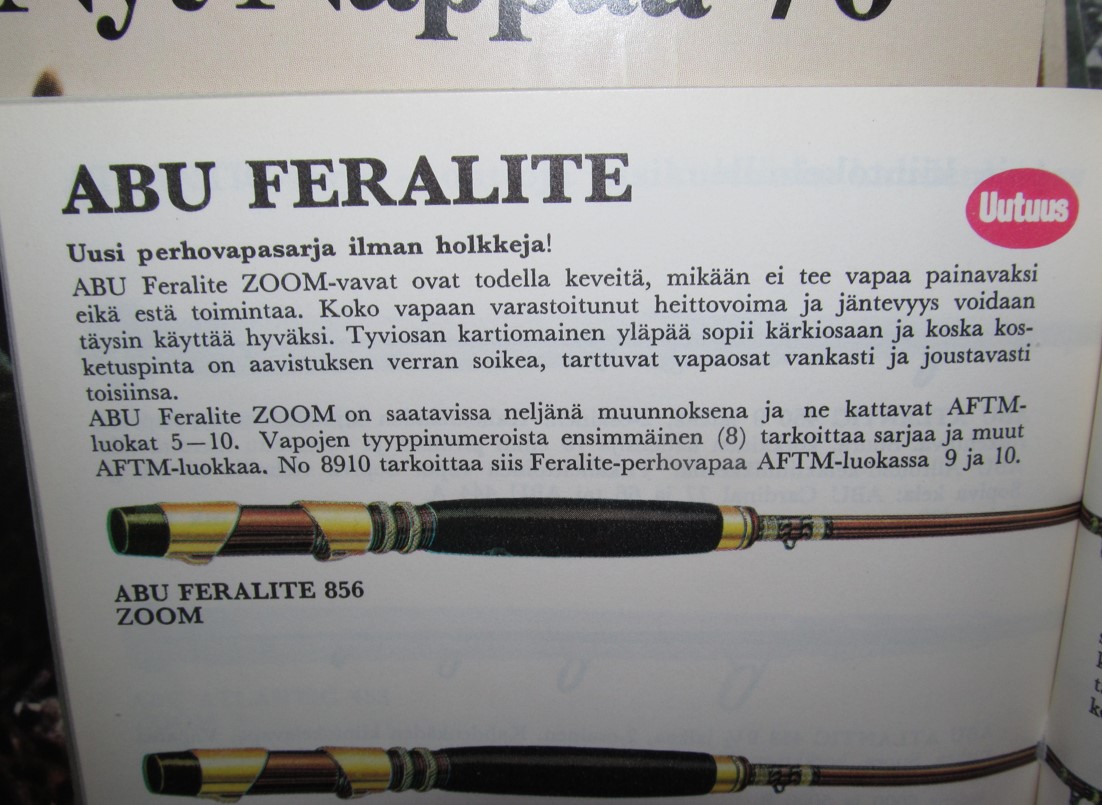 Nyt Nappaa 76
ABU FERALITE
Uutuus
Uusi perhovapasarja ilman holkkeja!
ABU Feralite ZOOM-vavat ovat todella keveitä, mikään ei tee vapaa painavaksi
eikä estä toimintaa. Koko vapaan varastoitunut heittovoima ja jäntevyys voidaan
täysin käyttää hyväksi. Tyviosan kartiomainen yläpää sopii kärkiosaan ja koska kos-
ketuspinta on aavistuksen verran soikea, tarttuvat vapaosat vankasti ja joustavasti
toisiinsa.
ABU Feralite ZOOM on saatavissa neljänä muunnoksena ja ne kattavat AFTM-
luokat 5—10. Vapojen tyyppinumeroista ensimmäinen (8) tarkoittaa sarjaa ja muut
AFTM-luokkaa. No 8910 tarkoittaa siis Feralite-perhovapaa AFTM-luokassa 9 ja 10.
ABU FERALITE 856
ZOOM